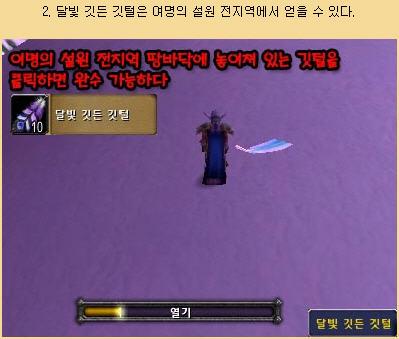 2. 달빛 깃든 깃털은 여명의 설원 전지역에서 얻을 수 있다.
여명의 설원 전지역 땅바닥에 놓여져 있는 깃털을
클릭하면 완수 가능하다
달빛 깃든 깃털
10
열기
달빛 깃든 깃털